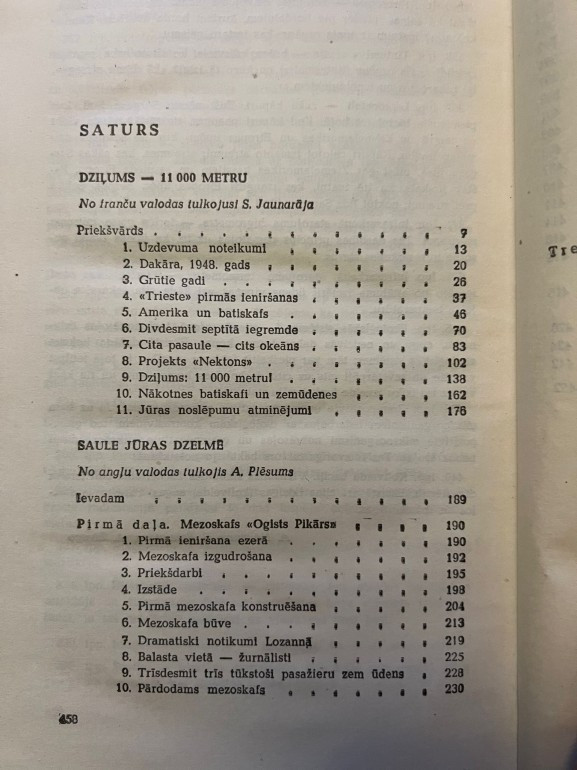 SATURS
DZIĻUMS — 11 000 METRU
No franču valodas tulkojusi S. Jaunarāja
Priekšvārds . . . . . . . . . . . . . 7
1. Uzdevuma noteikumi . . . . . . . . 13
2. Dakāra, 1948. gads . . . . . . . . 20
3. Grūtie gadi . . . . . . . . . . 26
4. «Trieste» pirmās ieniršanas . . . . . . 37
5. Amerika un batiskafs . . . . . . . 46
6. Divdesmit septītā iegremde . . . . . . 70
7. Cita pasaule — cits okeāns . . . . . . 83
8. Projekts «Nektons» . . . . . . . . 102
9. Dziļums: 11 000 metru! . . . . . . . 138
10. Nākotnes batiskafi un zemūdenes . . . . . 162
11. Jūras noslēpumu atminējumi . . . . . 176
SAULE JŪRAS DZELMĒ
No angļu valodas tulkojis A. Plēsums
Ievadam . . . . . . . . . . . . . 189
Pirmā daļa. Mezoskafs «Ogists Pikārs» . . . . 190
1. Pirmā ieniršana ezerā . . . . . . . 190
2. Mezoskafa izgudrošana . . . . . . . 192
3. Priekšdarbi . . . . . . . . . . 195
4. Izstāde . . . . . . . . . . . 198
5. Pirmā mezoskafa konstruēšana . . . . . 204
6. Mezoskafa būve . . . . . . . . . 213
7. Dramatiski notikumi Lozannā . . . . . 219
8. Balasta vietā — žurnālisti . . . . . . 225
9. Trīsdesmit trīs tūkstoši pasažieru zem ūdens . 228
10. Pārdodams mezoskafs . . . . . . . 230
458
Trie